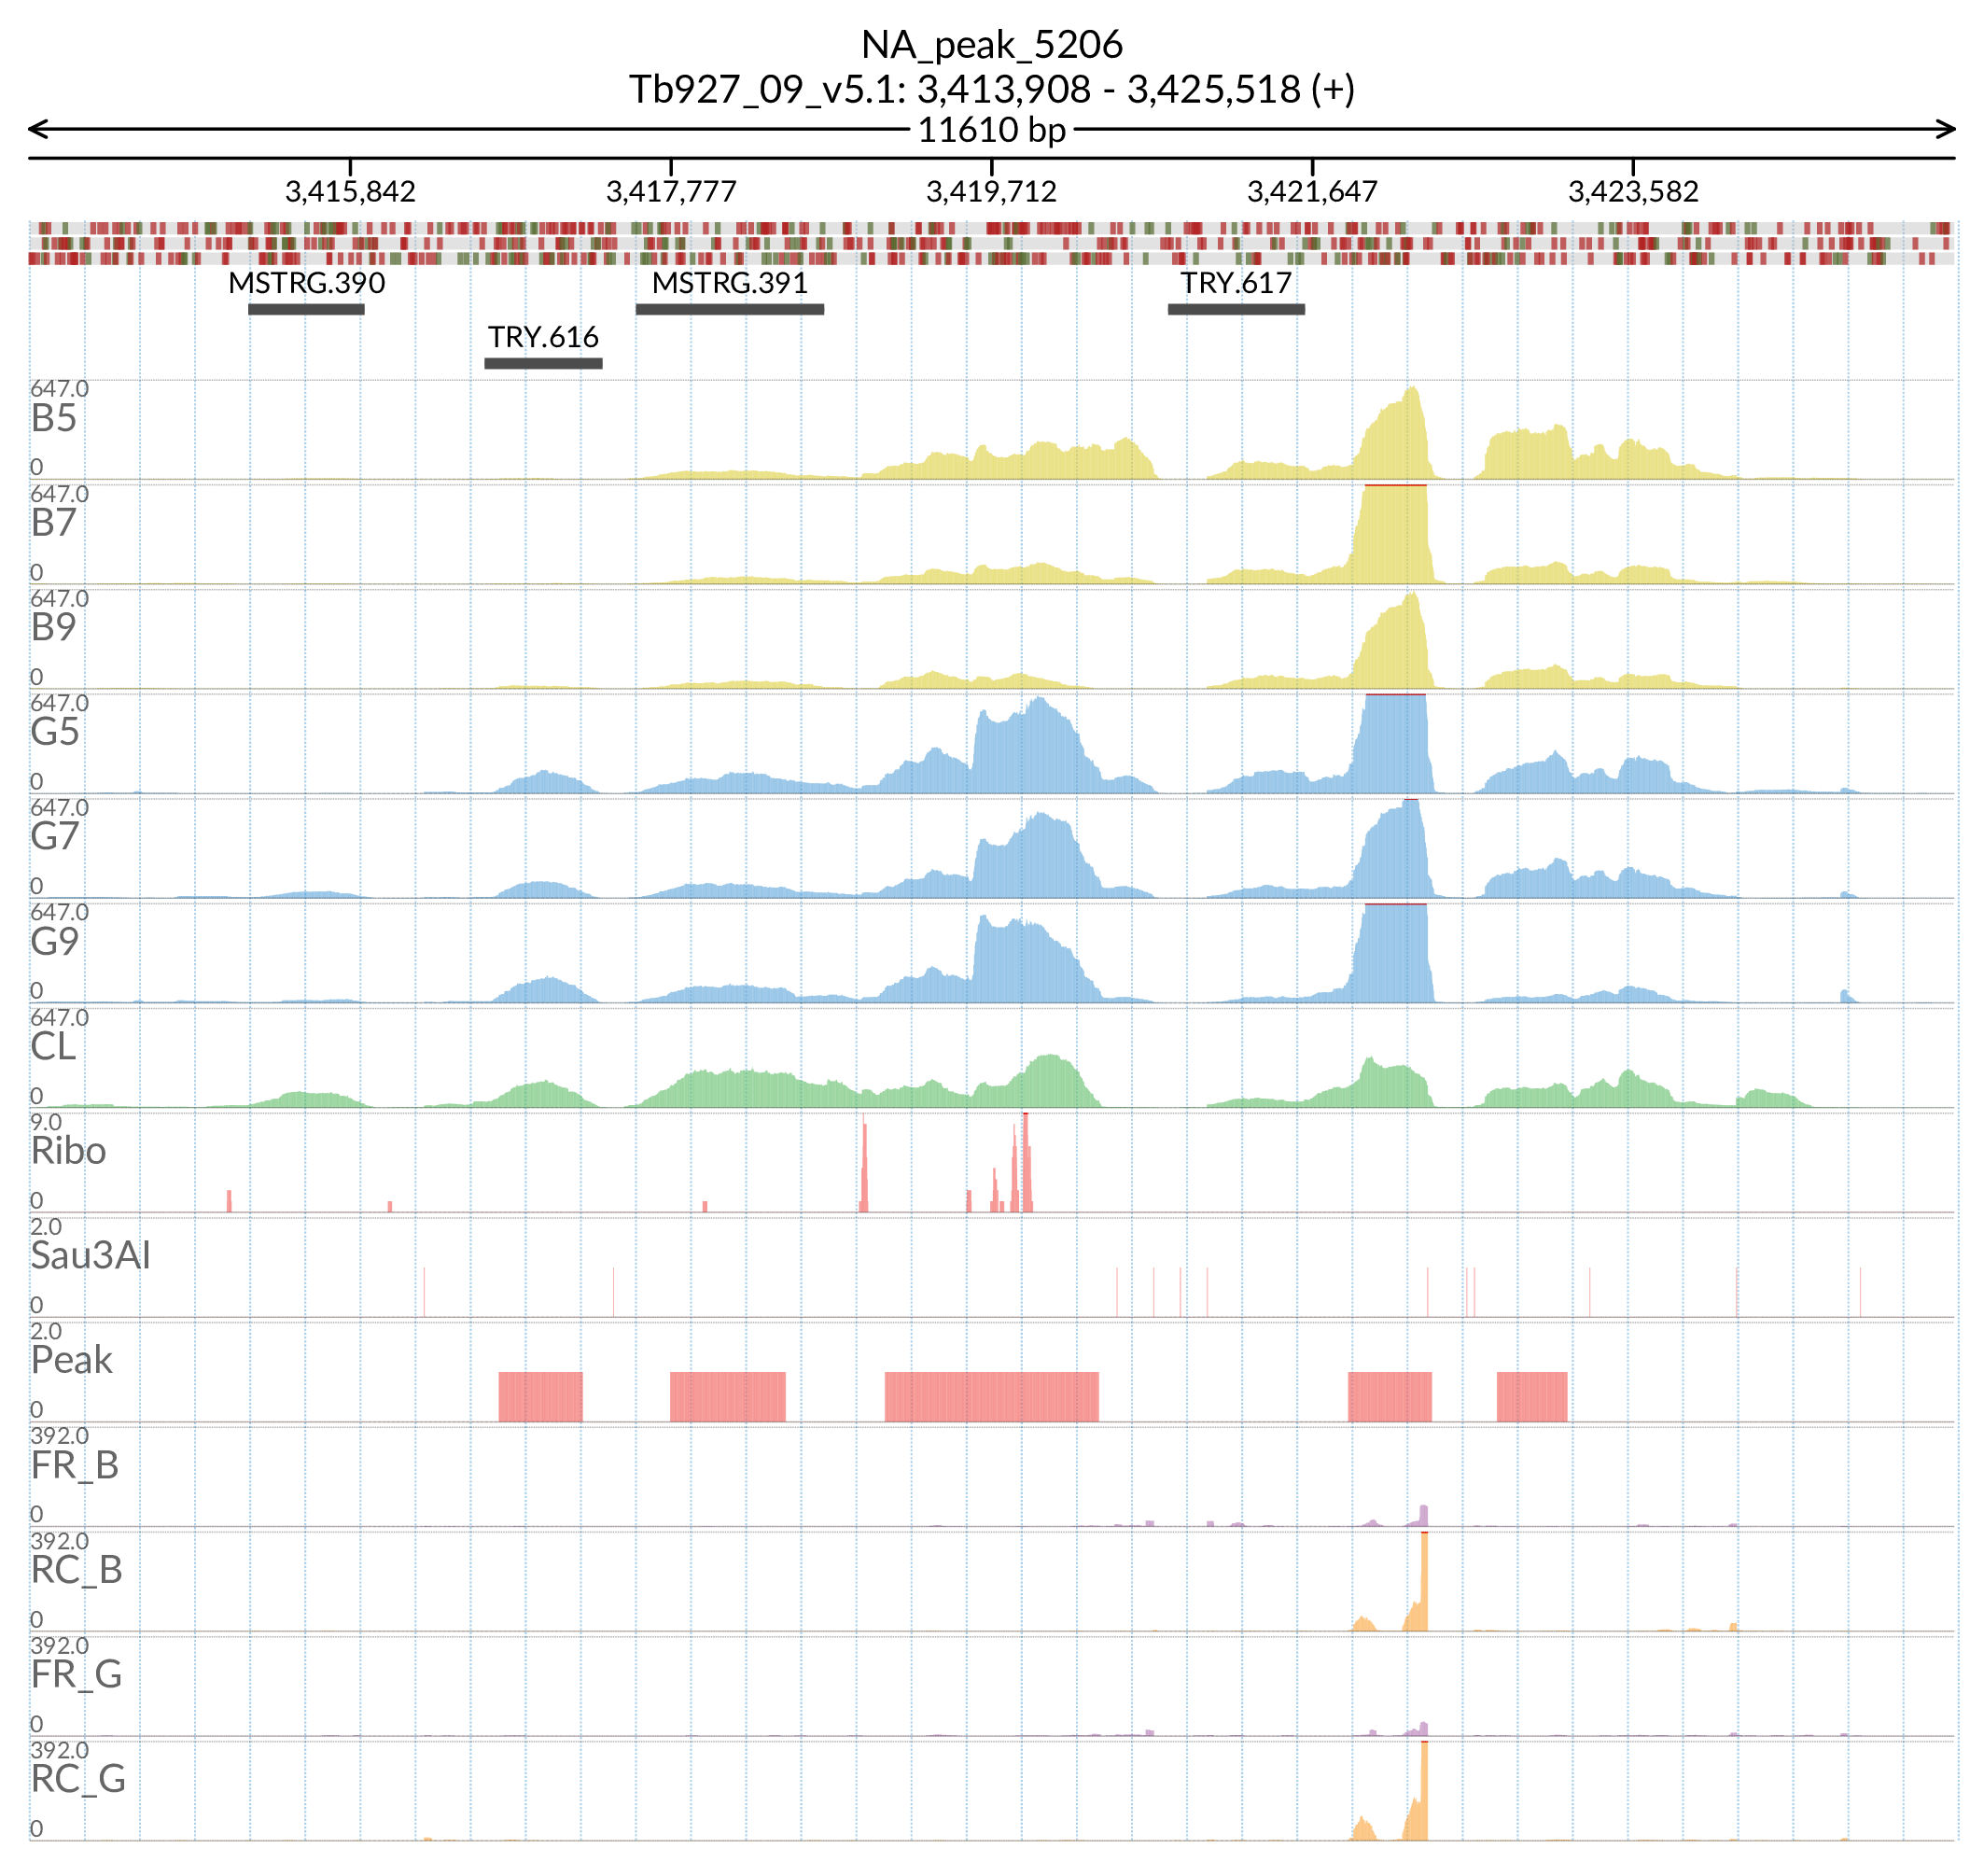 NA_peak_5206
Tb927_09_v5.1: 3,413,908 - 3,425,518 (+)
11610 bp
3,415,842 3,417,777 3,419,712 3,421,647 3,423,582
MSTRG.390 MSTRG.391 TRY.617
TRY.616
647.0
B5
0
647.0
B7
0
647.0
B9
0
647.0
G5
0
647.0
G7
0
647.0
G9
0
647.0
CL
0
9.0
Ribo
0
2.0
Sau3AI
0
2.0
Peak
0
392.0
FR_B
0
392.0
RC_B
0
392.0
FR_G
0
392.0
RC_G
0